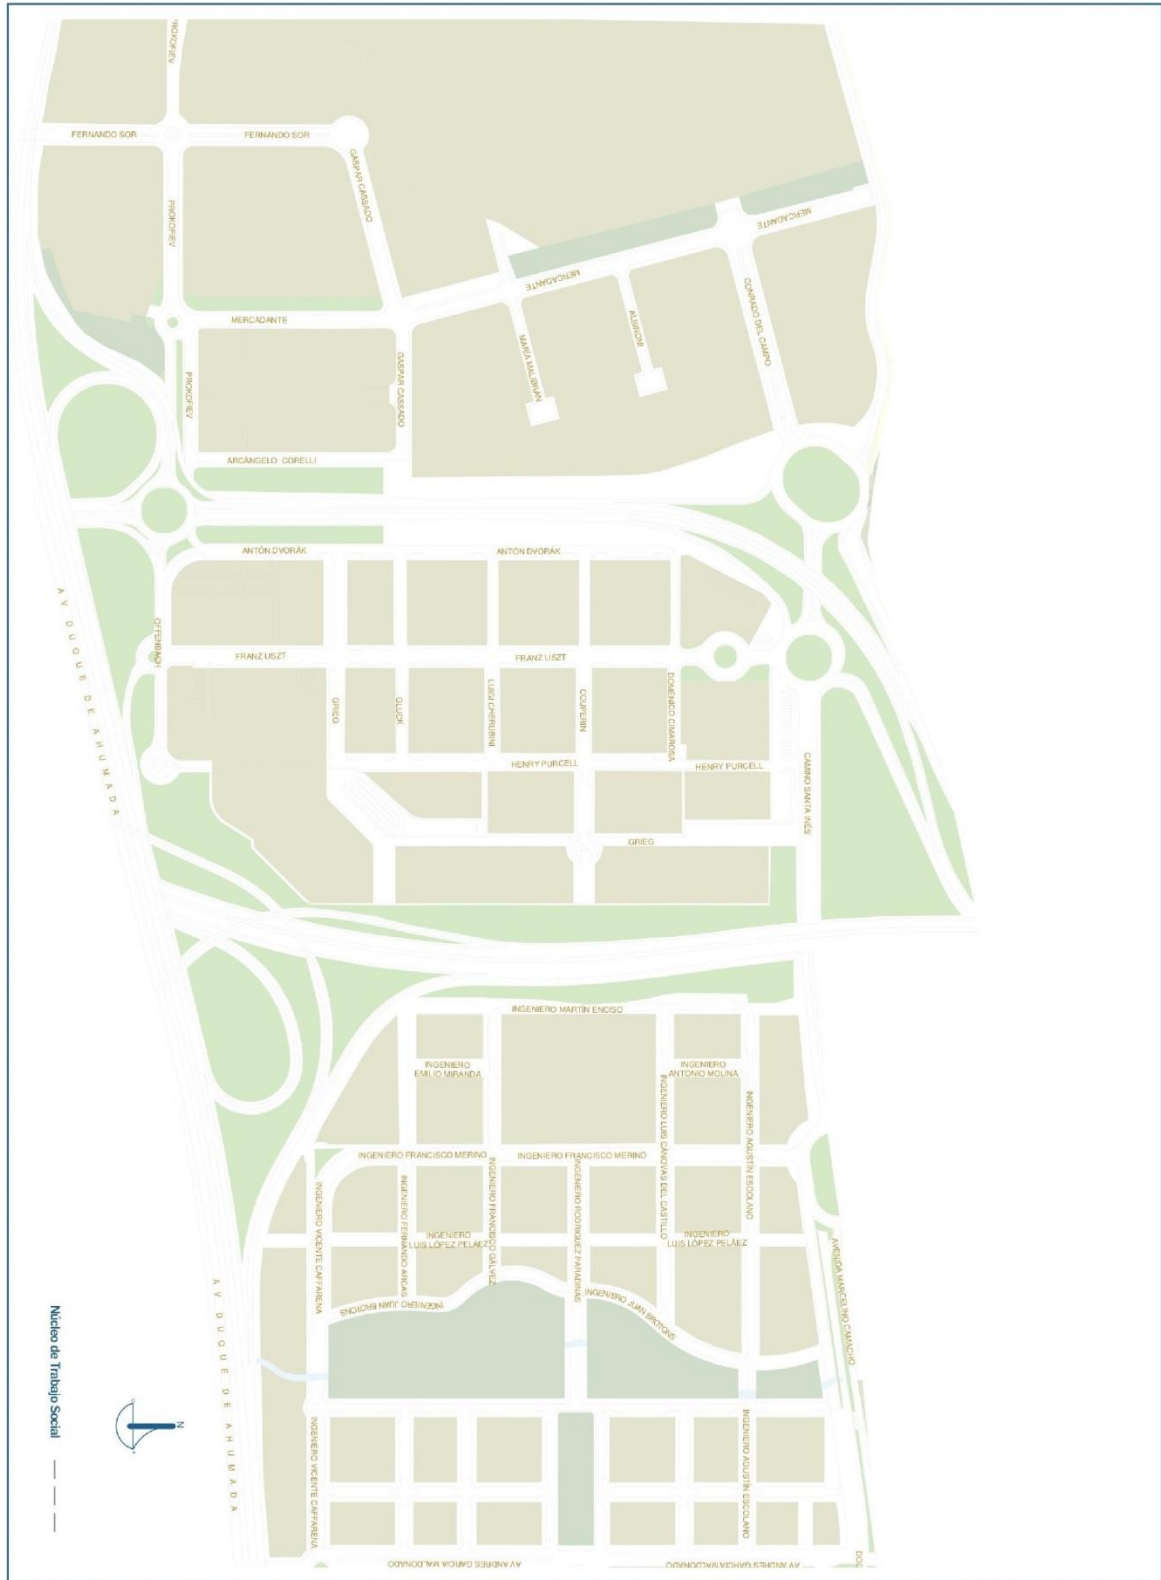 PROKOFIEV
FERNANDO SOR
FERNANDO SOR
GASPAR CASSADO
PROKOFIEV
MERCADANTE
MERCADANTE
MERCADANTE
CONRADO DEL CAMPO
ALBINONI
MARÍA MALIBRAN
GASPAR CASSADO
PROKOFIEV
ARCÁNGELO CORELLI
ANTÓN DVORÁK
ANTÓN DVORÁK
AV DUQUE DE AHUMADA
OFFENBACH
FRANZ LISZT
FRANZ LISZT
GRIEG
GLUCK
LUIGI CHERUBINI
COUPERIN
DOMÉNICO CIMAROSA
HENRY PURCELL
HENRY PURCELL
CAMINO SANTA INÉS
GRIEG
INGENIERO MARTÍN ENCISO
INGENIERO
EMILIO MIRANDA
INGENIERO
ANTONIO MOLINA
INGENIERO LUIS CÁNOVAS DEL CASTILLO
INGENIERO AGUSTÍN ESCOLANO
INGENIERO FRANCISCO MERINO
INGENIERO FRANCISCO MERINO
INGENIERO VICENTE CAFFARENA
INGENIERO FERNANDO ARCAS
INGENIERO FRANCISCO GÁLVEZ
INGENIERO RODRIGUEZ PARADINAS
INGENIERO
LUIS LÓPEZ PELÁEZ
INGENIERO
LUIS LÓPEZ PELÁEZ
AVENIDA MARCELINO CAMACHO
INGENIERO JUAN BROTONS
INGENIERO JUAN BROTONS
AV DUQUE DE AHUMADA
Núcleo de Trabajo Social
N
INGENIERO VICENTE CAFFARENA
INGENIERO AGUSTÍN ESCOLANO
AV ANDRES GARCIA MALDONADO
AV ANDRES GARCIA MALDONADO